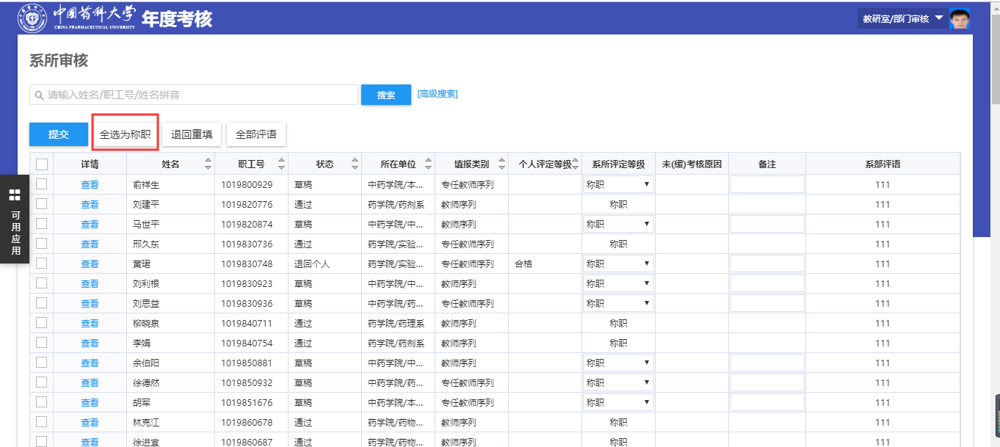 中国药科大学 年度考核
CHINA PHARMACEUTICAL UNIVERSITY
教研室/部门审核
系所审核
请输入姓名/职工号/姓名拼音 搜索 [高级搜索]
提交 全选为称职 退回重填 全部评语
详情 姓名 职工号 状态 所在单位 填报类别 个人评定等级 系所评定等级 未(缓)考核原因 备注 系部评语
查看 俞祥生 1019800929 草稿 中药学院/本... 专任教师序列 称职 111
查看 刘建平 1019820776 通过 药学院/药剂系 教师序列 称职 111
查看 马世平 1019820874 草稿 中药学院/中... 教师序列 称职 111
查看 邢久东 1019830736 通过 药学院/实验... 专任教师序列 称职 111
查看 黄珺 1019830748 退回个人 药学院/实验... 专任教师序列 合格 称职 111
查看 刘利根 1019830923 草稿 中药学院/中... 教师序列 称职 111
查看 刘思益 1019830936 草稿 中药学院/药... 专任教师序列 称职 111
查看 柳晓泉 1019840711 通过 药学院/药理系 教师序列 称职 111
查看 李娟 1019840754 通过 药学院/药剂系 教师序列 称职 111
查看 余伯阳 1019850881 草稿 中药学院/中... 教师序列 称职 111
查看 徐德然 1019850932 草稿 中药学院/药... 专任教师序列 称职 111
查看 胡军 1019851676 草稿 中药学院/本... 专任教师序列 称职 111
查看 林克江 1019860678 通过 药学院/药物... 教师序列 称职 111
查看 徐进宜 1019860687 通过 药学院/药物... 教师序列 称职 111
可用应用